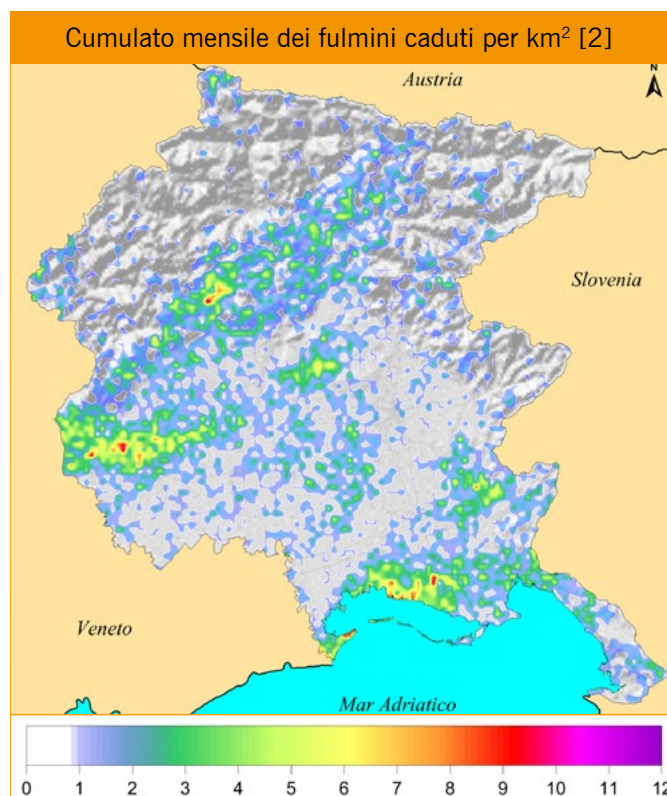 Cumulato mensile dei fulmini caduti per km² [2]
Austria
N
Slovenia
Veneto
Mar Adriatico
0 1 2 3 4 5 6 7 8 9 10 11 12